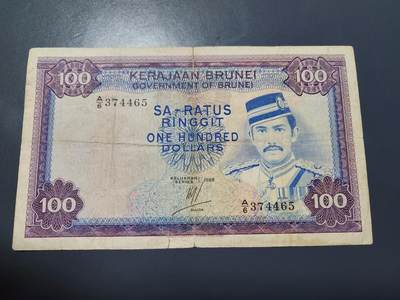 100 KERAJAAN BRUNEI 100
GOVERNMENT OF BRUNEI
A/6 374465
SA-RATUS
RINGGIT
ONE HUNDRED
DOLLARS
A/6 374465
100 100